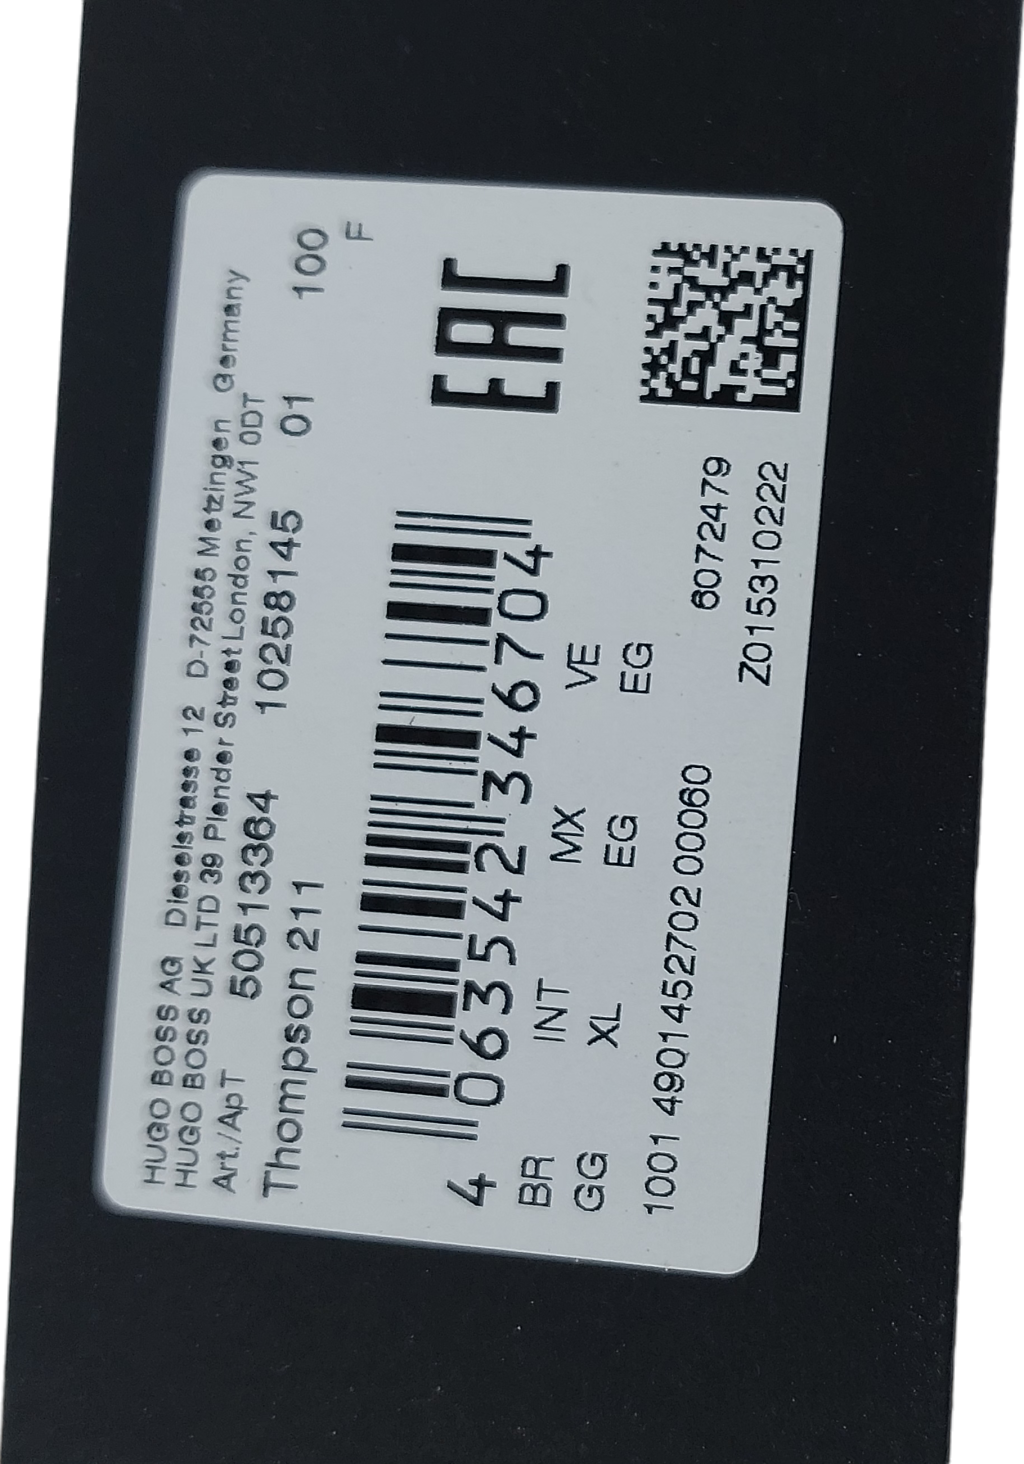 HUGO BOSS AG Dieselstrasse 12 D-72555 Metzingen Germany
HUGO BOSS UK LTD 39 Plender Street London, NW1 0DT
Art./ApT 50513364 10258145 01 100
Thompson 211 F
4 063542 346704
EAC
BR INT MX VE
GG XL EG EG
1001 4901452702 00060 6072479
Z015310222